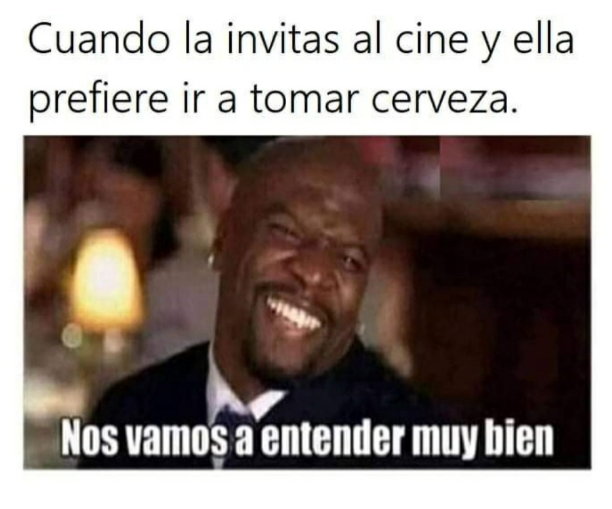 Cuando la invitas al cine y ella
prefiere ir a tomar cerveza.
Nos vamos a entender muy bien